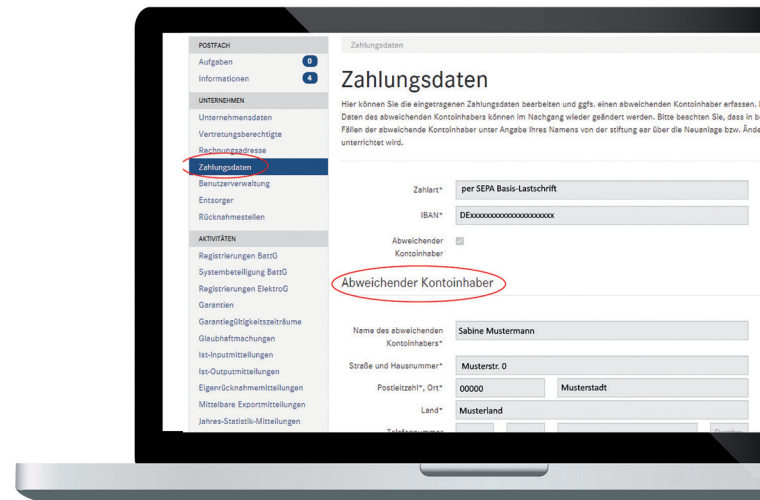 POSTFACH
Aufgaben 0
Informationen 4
UNTERNEHMEN
Unternehmensdaten
Vertretungsberechtigte
Rechnungsadresse
Zahlungsdaten
Benutzerverwaltung
Entsorger
Rücknahmestellen
AKTIVITÄTEN
Registrierungen BattG
Systembeteiligung BattG
Registrierungen ElektroG
Garantien
Garantiegültigkeitszeiträume
Glaubhaftmachungen
Ist-Inputmitteilungen
Ist-Outputmitteilungen
Eigenrücknahmemitteilungen
Mittelbare Exportmitteilungen
Jahres-Statistik-Mitteilungen
Zahlungsdaten
Zahlungsdaten
Hier können Sie die eingetragenen Zahlungsdaten bearbeiten und ggfs. einen abweichenden Kontoinhaber erfassen.
Daten des abweichenden Kontoinhabers können im Nachgang wieder geändert werden. Bitte beachten Sie, dass in
Fällen der abweichende Kontoinhaber unter Angabe Ihres Namens von der stiftung ear über die Neuanlage bzw.
unterrichtet wird.
Zahlart* per SEPA Basis-Lastschrift
IBAN* DExxxxxxxxxxxxxxxxxxxx
Abweichender
Kontoinhaber
Abweichender Kontoinhaber
Name des abweichenden Sabine Mustermann
Kontoinhabers*
Straße und Hausnummer* Musterstr. 0
Postleitzahl*, Ort* 00000 Musterstadt
Land* Musterland
Telefonnummer